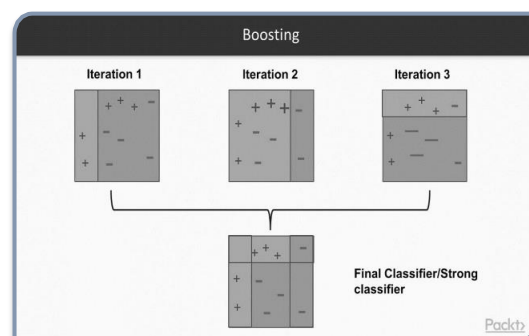 Boosting
Iteration 1
Iteration 2
Iteration 3
Final Classifier/Strong
classifier
Packt>